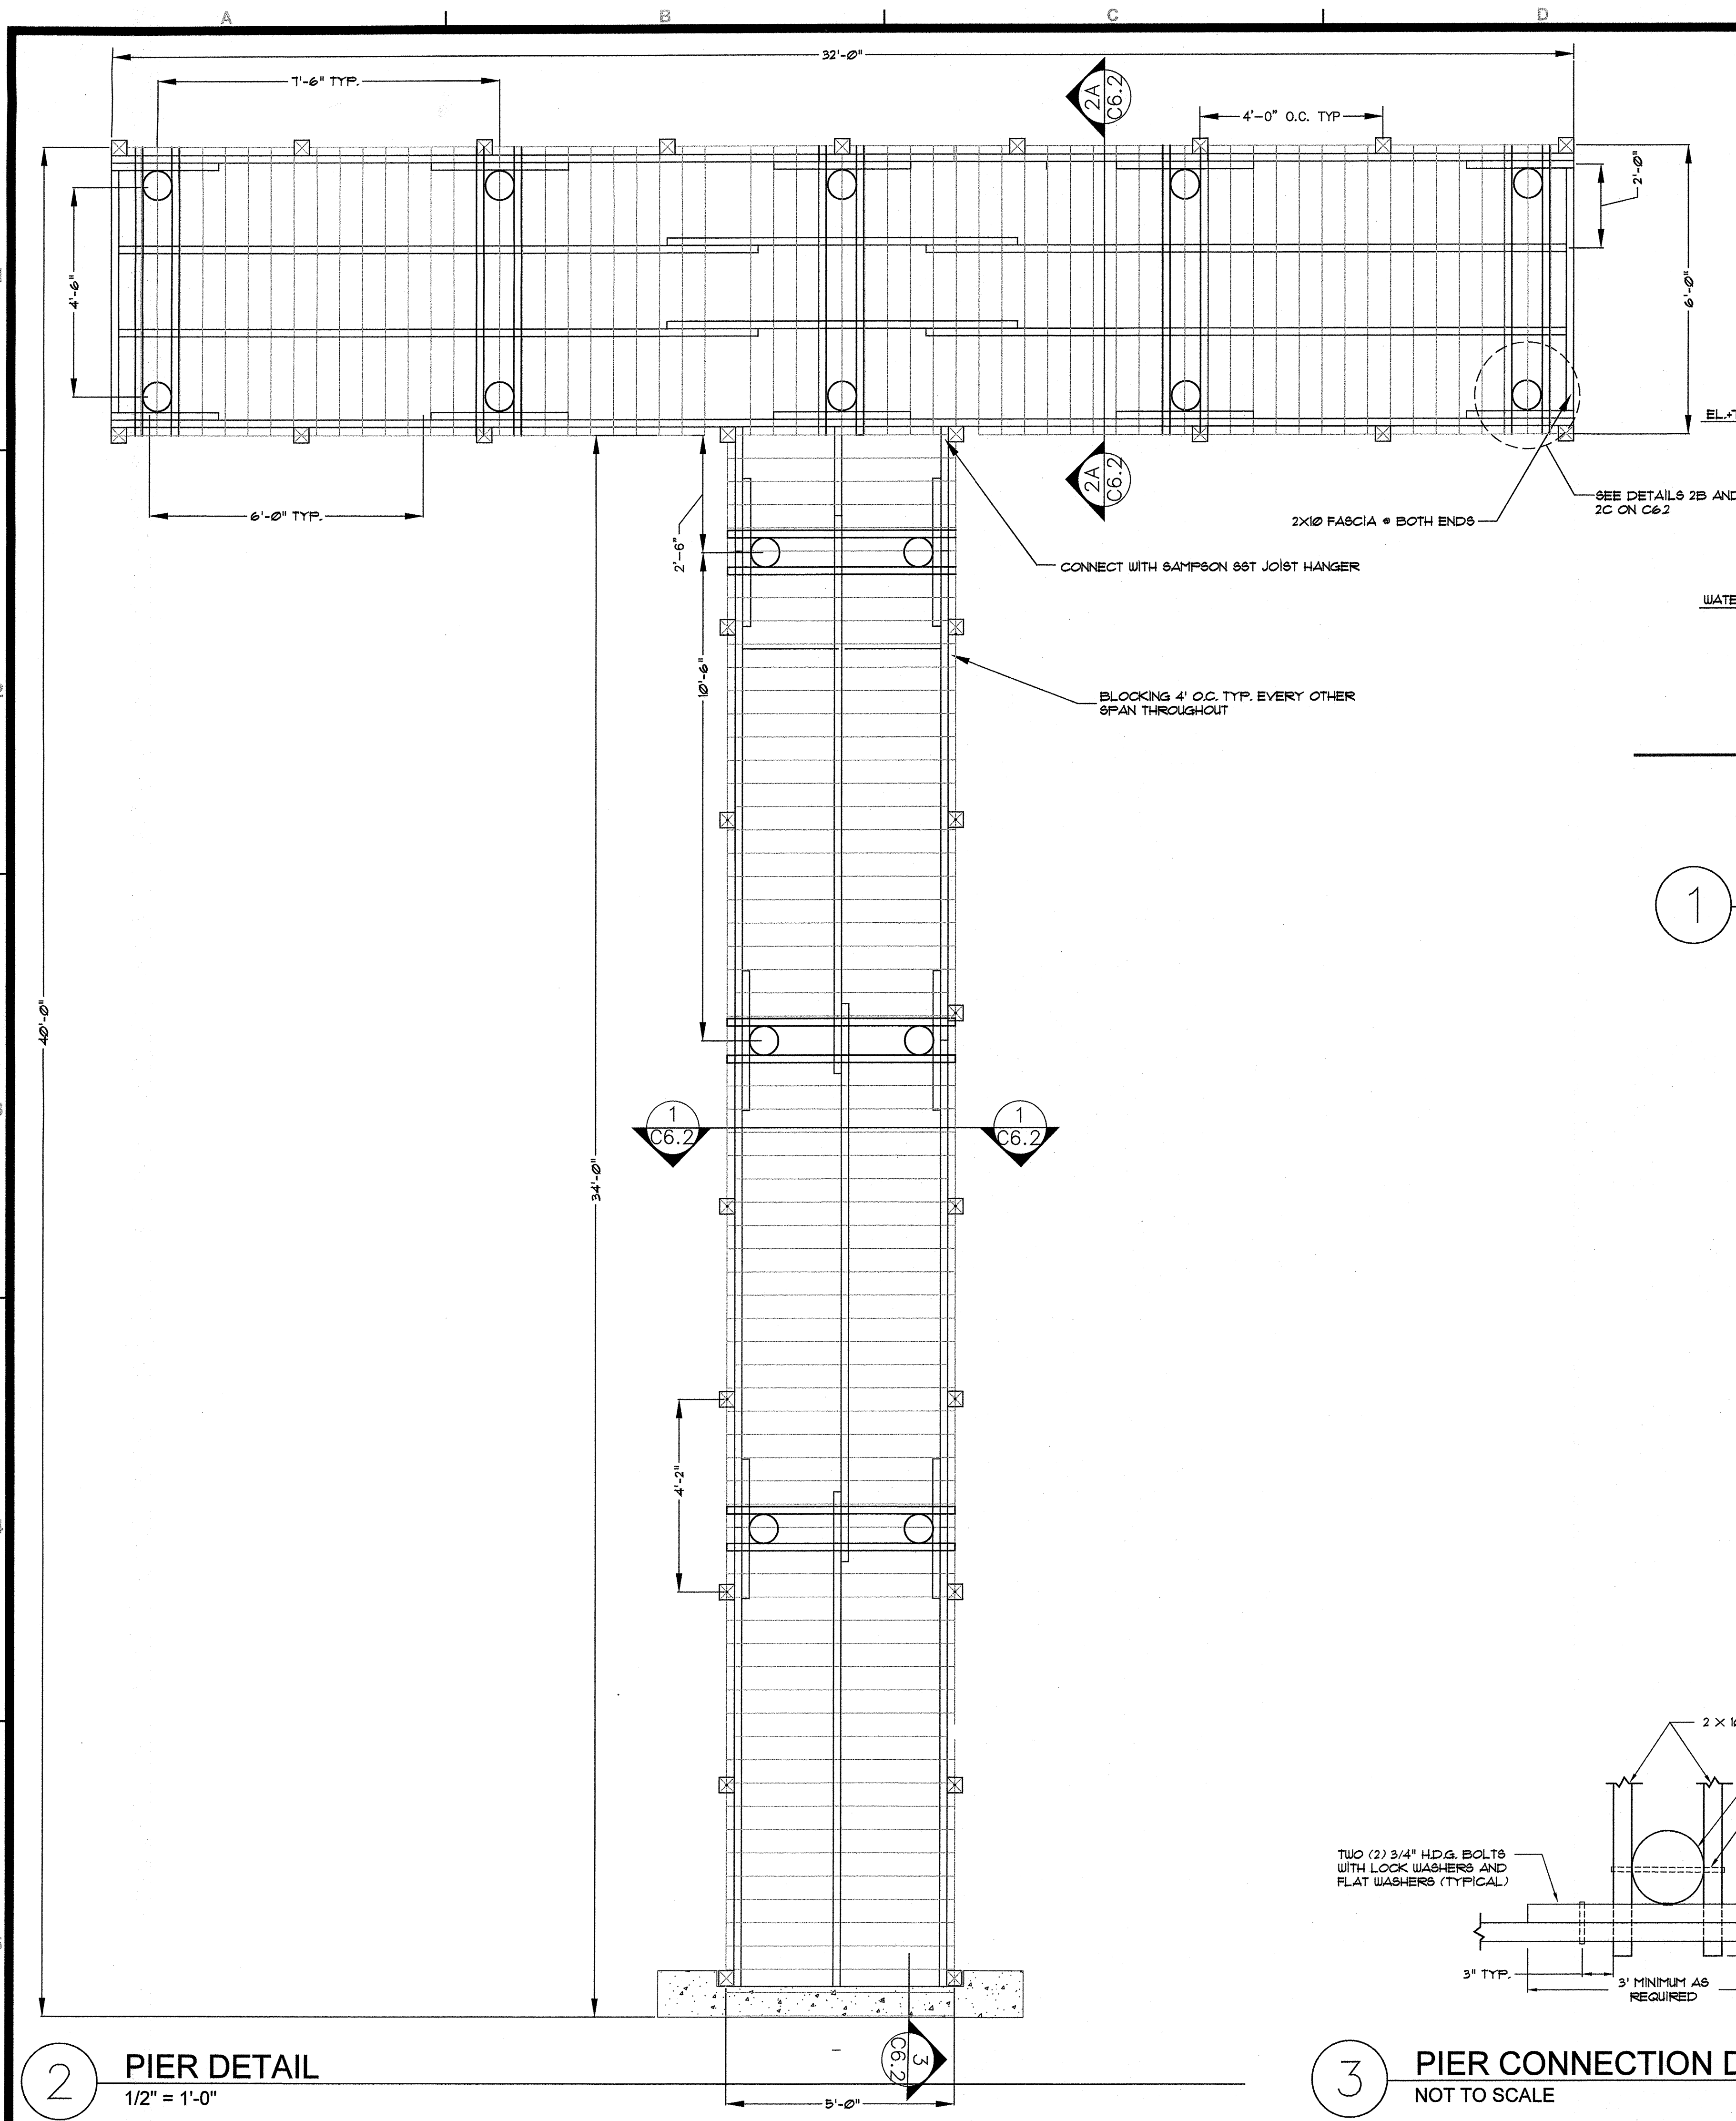 A
B
C
D
32'-0"
7'-6" TYP.
2A
C6.2
4'-0" O.C. TYP
2'-0"
4'-6"
6'-0"
6'-0" TYP.
2A
C6.2
2X10 FASCIA @ BOTH ENDS
SEE DETAILS 2B AND
2C ON C6.2
2'-6"
CONNECT WITH SAMPSON SST JOIST HANGER
10'-6"
BLOCKING 4' O.C. TYP. EVERY OTHER
SPAN THROUGHOUT
1
40'-0"
34'-0"
1
C6.2
1
C6.2
4'-2"
TWO (2) 3/4" H.D.G. BOLTS
WITH LOCK WASHERS AND
FLAT WASHERS (TYPICAL)
3" TYP.
3' MINIMUM AS
REQUIRED
3
C6.2
5'-0"
2
PIER DETAIL
1/2" = 1'-0"
3
PIER CONNECTION
NOT TO SCALE